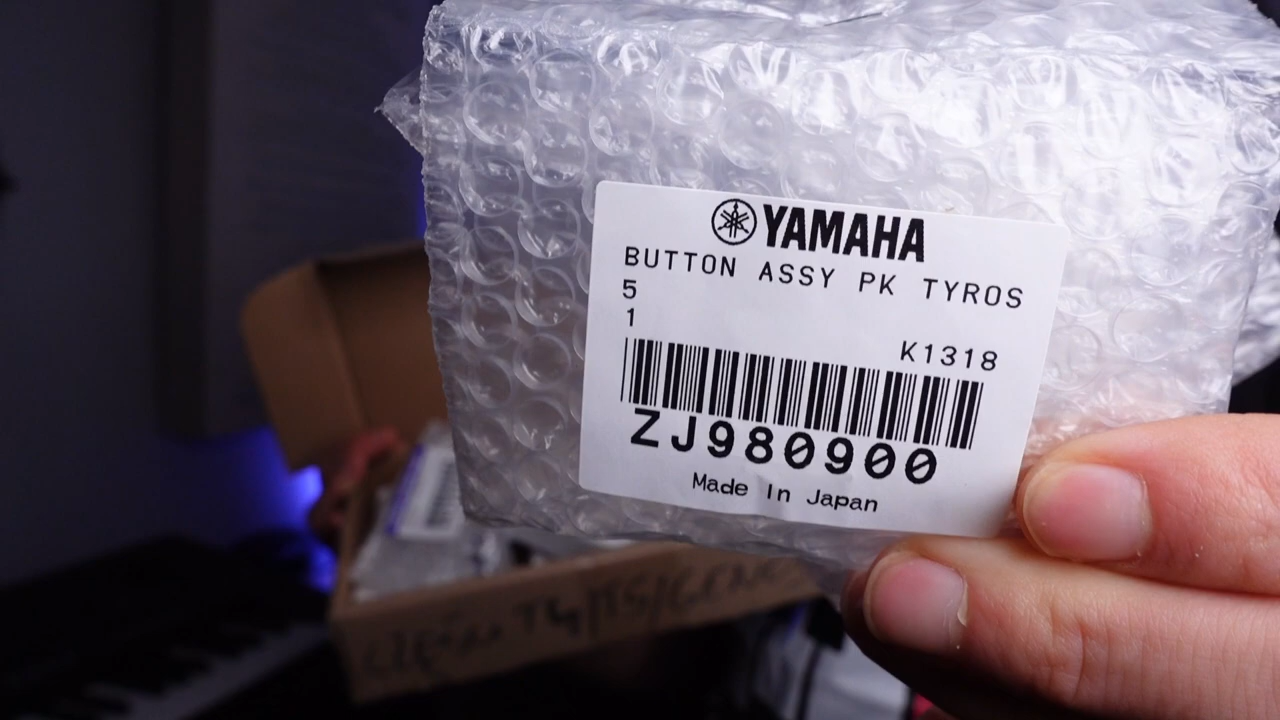 YAMAHA
BUTTON ASSY PK TYROS
5
1
K1318
ZJ980900
Made In Japan